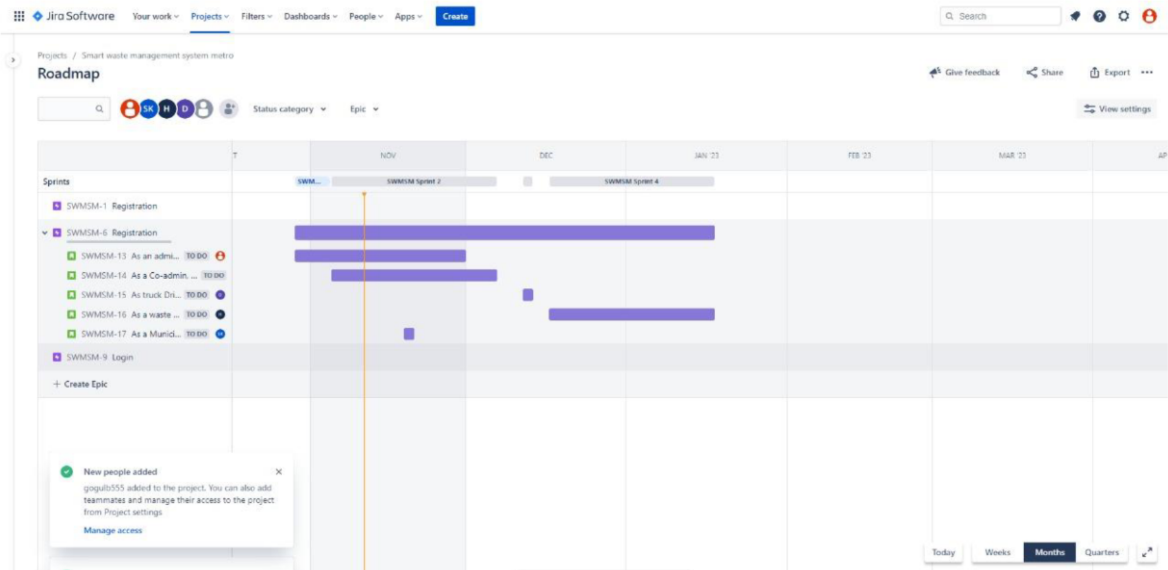 Jira Software Your work Projects Filters Dashboards People Apps Create Search
Projects / Smart waste management system metro
Roadmap
Give feedback Share Export
SK H D Status category Epic View settings
T NOV DEC JAN '23 FEB '23 MAR '23 AP
Sprints SWM... SWMSM Sprint 2 SWMSM Sprint 4
SWMSM-1 Registration
SWMSM-6 Registration
SWMSM-13 As an admi... TO DO
SWMSM-14 As a Co-admin, ... TO DO
SWMSM-15 As truck Dri... TO DO
SWMSM-16 As a waste ... TO DO
SWMSM-17 As a Munici... TO DO
SWMSM-9 Login
+ Create Epic
New people added
gogulb555 added to the project. You can also add
teammates and manage their access to the project
from Project settings
Manage access
Today Weeks Months Quarters